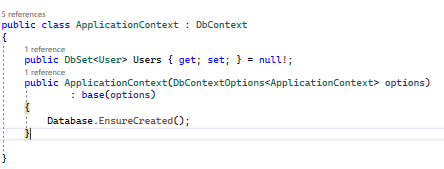 5 references
public class ApplicationContext : DbContext
{
1 reference
public DbSet<User> Users { get; set; } = null!;
1 reference
public ApplicationContext(DbContextOptions<ApplicationContext> options)
: base(options)
{
Database.EnsureCreated();
}
}